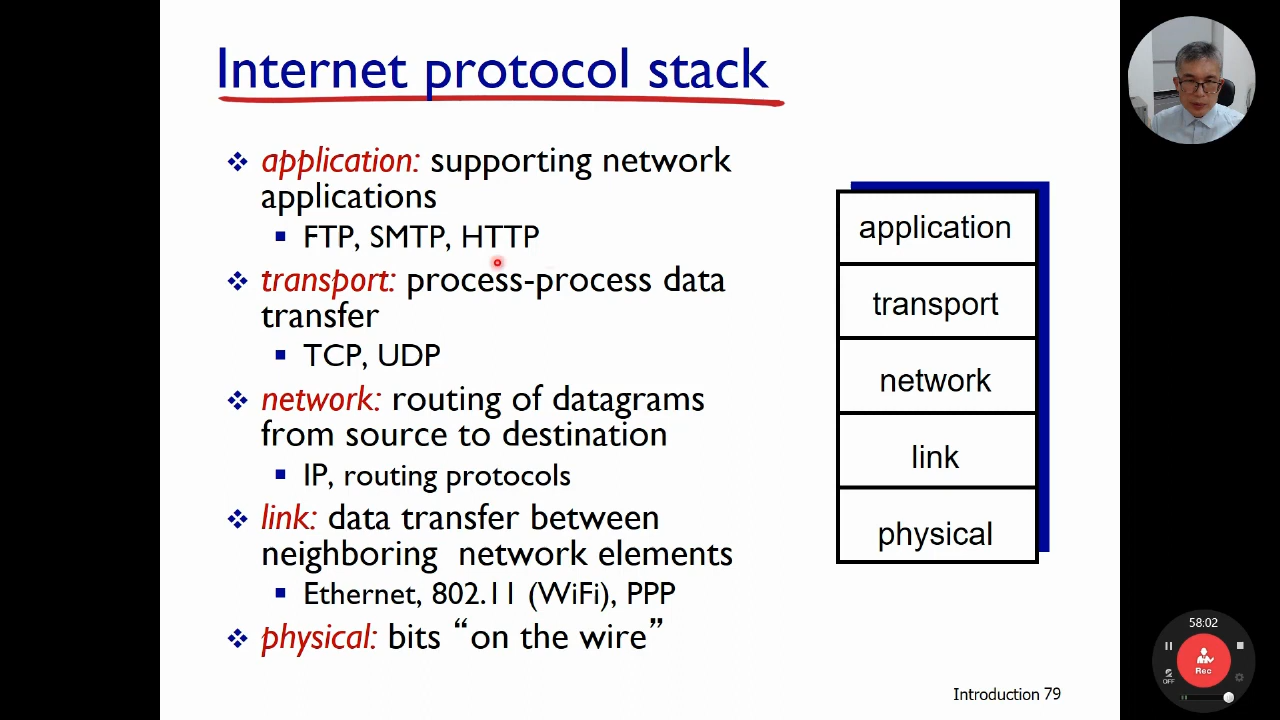 Internet protocol stack
application: supporting network
applications
FTP, SMTP, HTTP
transport: process-process data
transfer
TCP, UDP
network: routing of datagrams
from source to destination
IP, routing protocols
link: data transfer between
neighboring network elements
Ethernet, 802.11 (WiFi), PPP
physical: bits “on the wire”
application
transport
network
link
physical
Introduction 79
58:02
Rec
OFF